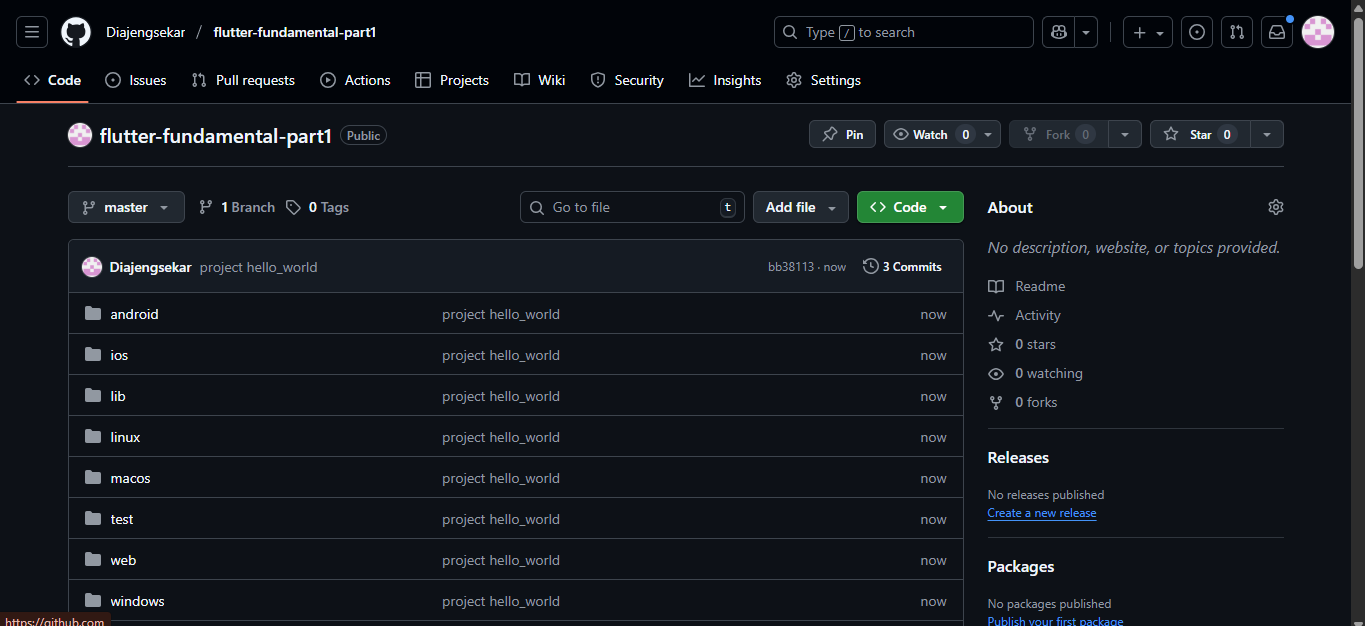 Diajengsekar / flutter-fundamental-part1
Type / to search
Code Issues Pull requests Actions Projects Wiki Security Insights Settings
flutter-fundamental-part1 Public
Pin Watch 0 Fork 0 Star 0
master 1 Branch 0 Tags Go to file t Add file Code
Diajengsekar project hello_world bb38113 · now 3 Commits
android project hello_world now
ios project hello_world now
lib project hello_world now
linux project hello_world now
macos project hello_world now
test project hello_world now
web project hello_world now
windows project hello_world now
About
No description, website, or topics provided.
Readme
Activity
0 stars
0 watching
0 forks
Releases
No releases published
Create a new release
Packages
No packages published
Publish your first package
https://github.com